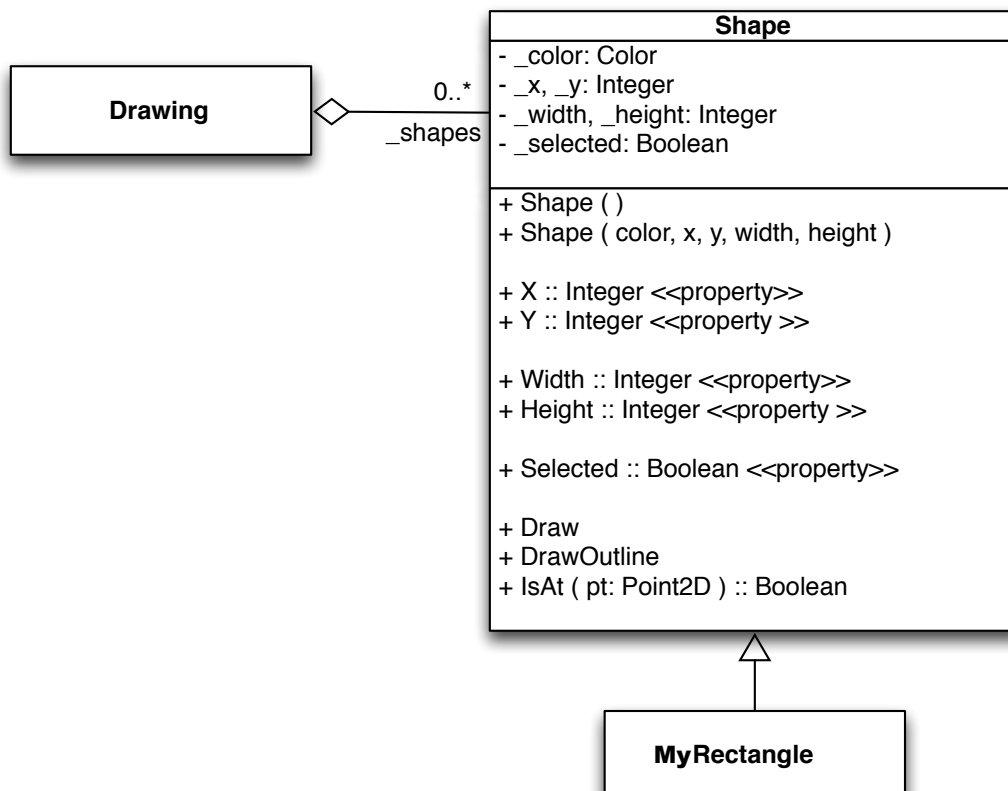 Shape
- _color: Color
- _x, _y: Integer
- _width, _height: Integer
- _selected: Boolean
Drawing
0..*
_shapes
+ Shape ( )
+ Shape ( color, x, y, width, height )
+ X :: Integer <<property>>
+ Y :: Integer <<property >>
+ Width :: Integer <<property>>
+ Height :: Integer <<property >>
+ Selected :: Boolean <<property>>
+ Draw
+ DrawOutline
+ IsAt ( pt: Point2D ) :: Boolean
MyRectangle